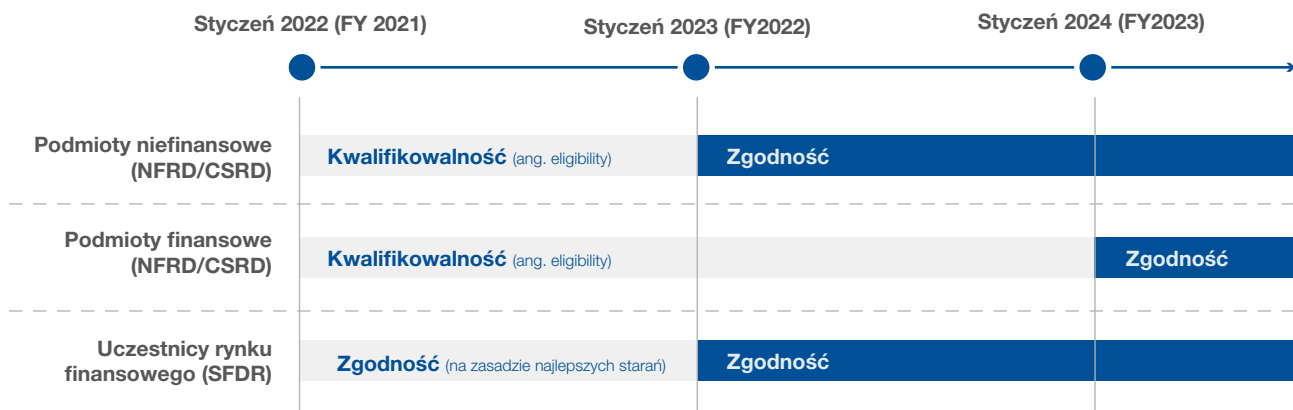 Styczeń 2022 (FY 2021)
Styczeń 2023 (FY2022)
Styczeń 2024 (FY2023)
Podmioty niefinansowe
(NFRD/CSRD)
Kwalifikowalność (ang. eligibility)
Zgodność
Podmioty finansowe
(NFRD/CSRD)
Kwalifikowalność (ang. eligibility)
Zgodność
Uczestnicy rynku
finansowego (SFDR)
Zgodność (na zasadzie najlepszych starań)
Zgodność